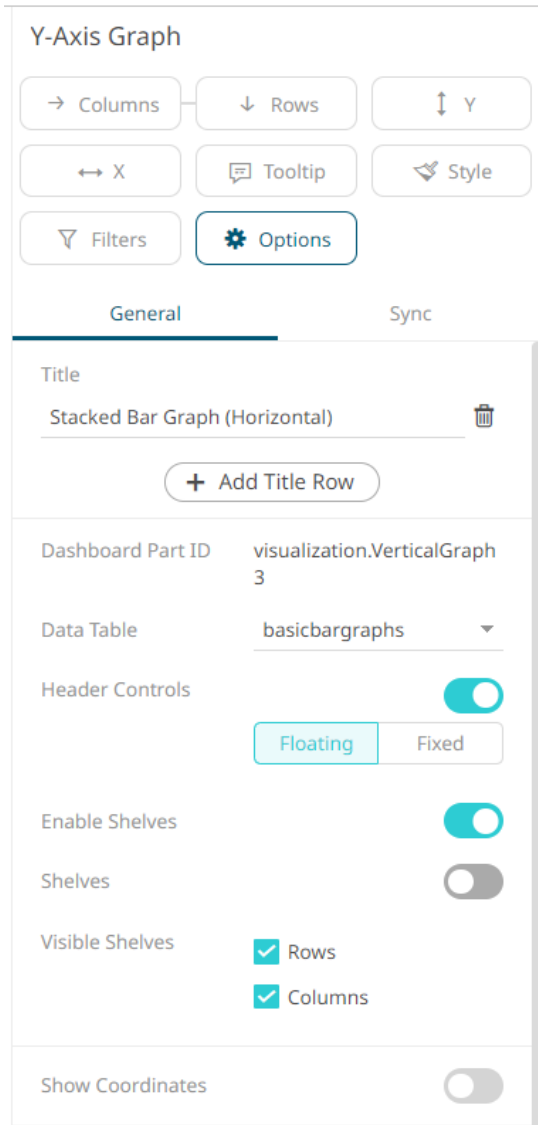 Y-Axis Graph
Columns
Rows
Y
X
Tooltip
Style
Filters
Options
General
Sync
Title
Stacked Bar Graph (Horizontal)
Add Title Row
Dashboard Part ID
visualization.VerticalGraph
3
Data Table
basicbargraphs
Header Controls
Floating
Fixed
Enable Shelves
Shelves
Visible Shelves
Rows
Columns
Show Coordinates